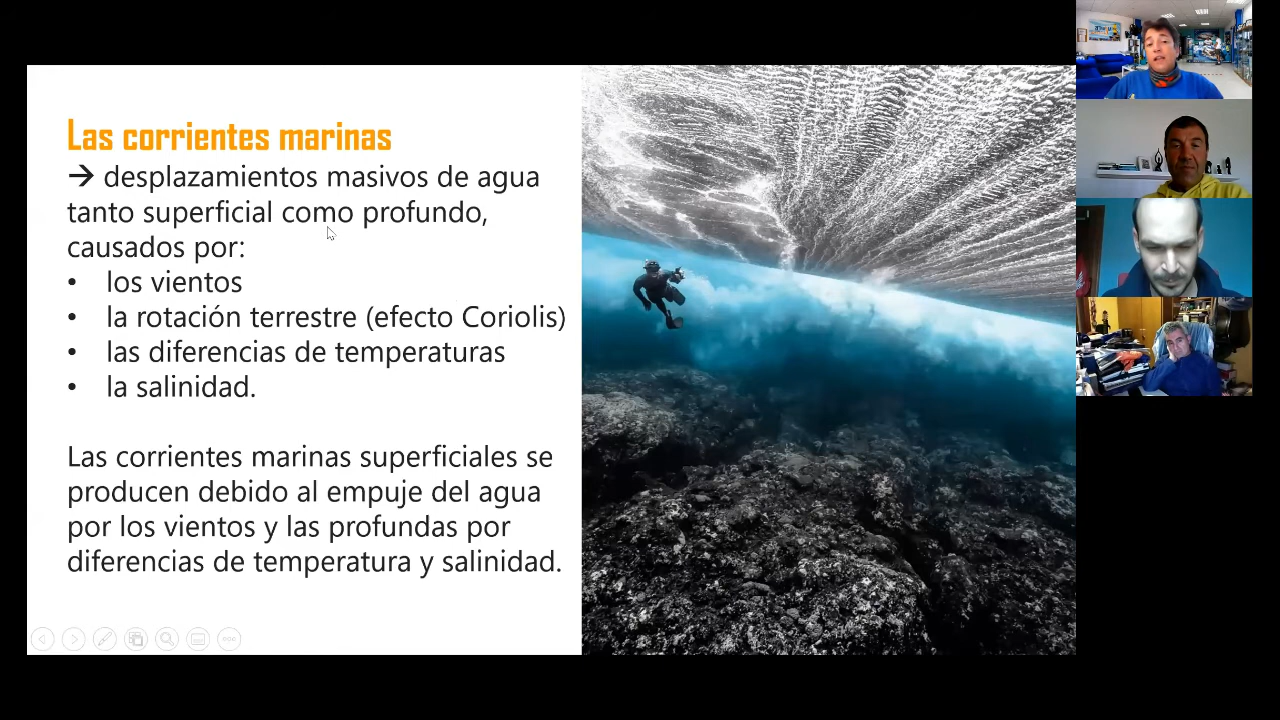 Las corrientes marinas
→ desplazamientos masivos de agua
tanto superficial como profundo,
causados por:
• los vientos
• la rotación terrestre (efecto Coriolis)
• las diferencias de temperaturas
• la salinidad.
Las corrientes marinas superficiales se
producen debido al empuje del agua
por los vientos y las profundas por
diferencias de temperatura y salinidad.